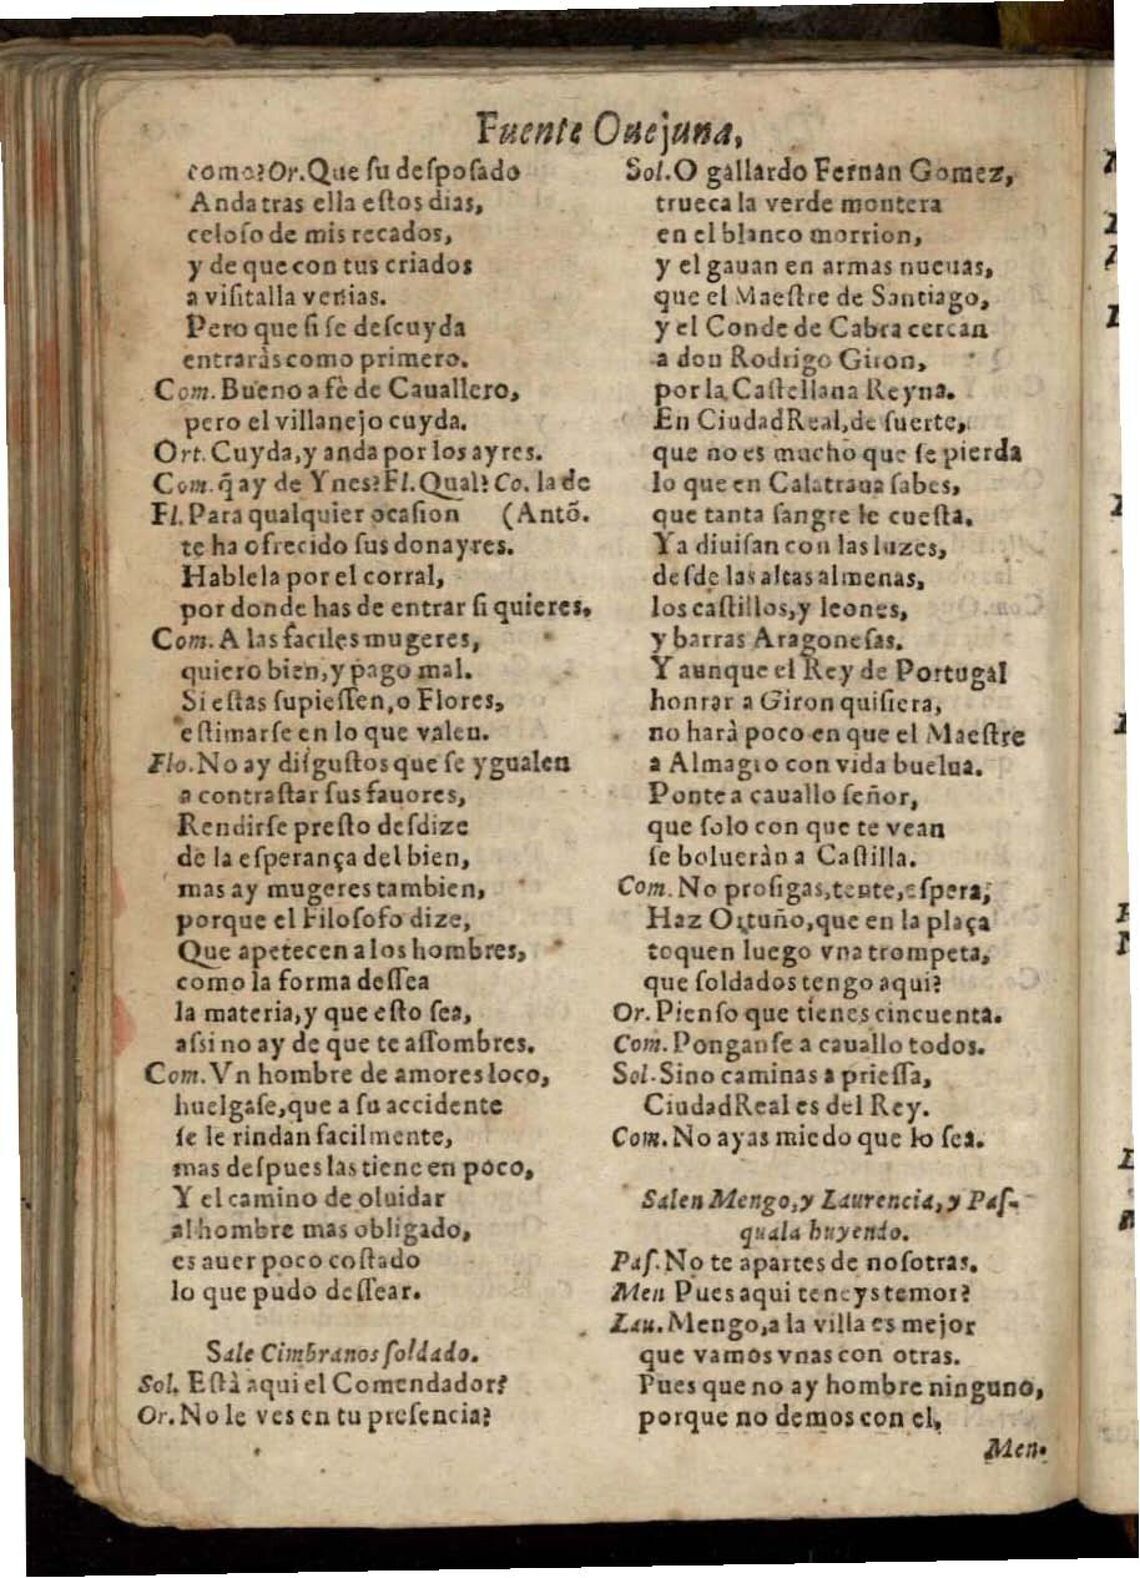 Fuente Ouejuna,
como? Or. Que su desposado
Anda tras ella estos dias,
celoso de mis recados,
y de que con tus criados
a visitalla venias.
Pero que si se descuyda
entraràs como primero.
Com. Bueno a fè de Cauallero,
pero el villanejo cuyda.
Ort. Cuyda, y anda por los ayres.
Com. q̃ ay de Ynes? Fl. Qual? Co. la de
Fl. Para qualquier ocasion (Antõ.
te ha ofrecido sus donayres.
Hablela por el corral,
por donde has de entrar si quieres.
Com. A las faciles mugeres,
quiero bien, y pago mal.
Si estas supiessen, o Flores,
estimarse en lo que valen.
Flo. No ay disgustos que se ygualen
a contrastar sus fauores,
Rendirse presto desdize
de la esperança del bien,
mas ay mugeres tambien,
porque el Filosofo dize,
Que apetecen a los hombres,
como la forma dessea
la materia, y que esto sea,
assi no ay de que te assombres.
Com. Vn hombre de amores loco,
huelgase, que a su accidente
se le rindan facilmente,
mas despues las tiene en poco,
Y el camino de oluidar
al hombre mas obligado,
es auer poco costado
lo que pudo dessear.
Sale Cimbranos soldado.
Sol. Està aqui el Comendador?
Or. No le ves en tu presencia?
Sol. O gallardo Fernan Gomez,
trueca la verde montera
en el blanco morrion,
y el gauan en armas nueuas,
que el Maestre de Santiago,
y el Conde de Cabra cercan
a don Rodrigo Giron,
por la Castellana Reyna.
En Ciudad Real, de suerte,
que no es mucho que se pierda
lo que en Calatraua sabes,
que tanta sangre le cuesta.
Ya diuisan con las luzes,
desde las altas almenas,
los castillos, y leones,
y barras Aragonesas.
Y aunque el Rey de Portugal
honrar a Giron quisiera,
no harà poco en que el Maestre
a Almagro con vida buelua.
Ponte a cauallo señor,
que solo con que te vean
se bolueràn a Castilla.
Com. No prosigas, tente, espera,
Haz Ortuño, que en la plaça
toquen luego vna trompeta,
que soldados tengo aqui?
Or. Pienso que tienes cincuenta.
Com. Ponganse a cauallo todos.
Sol. Sino caminas a priessa,
Ciudad Real es del Rey.
Com. No ayas miedo que lo sea.
Salen Mengo, y Laurencia, y Pas-
quala huyendo.
Pas. No te apartes de nosotras.
Men Pues aqui teneys temor?
Lau. Mengo, a la villa es mejor
que vamos vnas con otras.
Pues que no ay hombre ninguno,
porque no demos con el,
Men.